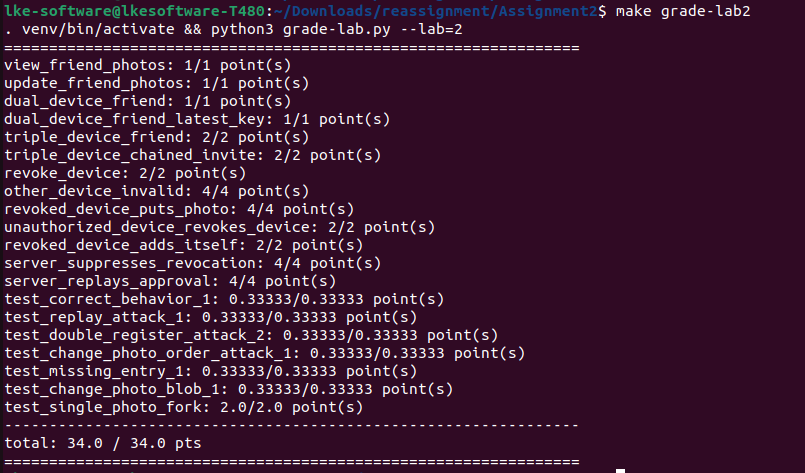 lke-software@lkesoftware-T480:~/Downloads/reassignment/Assignment2$ make grade-lab2
. venv/bin/activate && python3 grade-lab.py --lab=2
================================================================
view_friend_photos: 1/1 point(s)
update_friend_photos: 1/1 point(s)
dual_device_friend: 1/1 point(s)
dual_device_friend_latest_key: 1/1 point(s)
triple_device_friend: 2/2 point(s)
triple_device_chained_invite: 2/2 point(s)
revoke_device: 2/2 point(s)
other_device_invalid: 4/4 point(s)
revoked_device_puts_photo: 4/4 point(s)
unauthorized_device_revokes_device: 2/2 point(s)
revoked_device_adds_itself: 2/2 point(s)
server_suppresses_revocation: 4/4 point(s)
server_replays_approval: 4/4 point(s)
test_correct_behavior_1: 0.33333/0.33333 point(s)
test_replay_attack_1: 0.33333/0.33333 point(s)
test_double_register_attack_2: 0.33333/0.33333 point(s)
test_change_photo_order_attack_1: 0.33333/0.33333 point(s)
test_missing_entry_1: 0.33333/0.33333 point(s)
test_change_photo_blob_1: 0.33333/0.33333 point(s)
test_single_photo_fork: 2.0/2.0 point(s)
----------------------------------------------------------------
total: 34.0 / 34.0 pts
================================================================